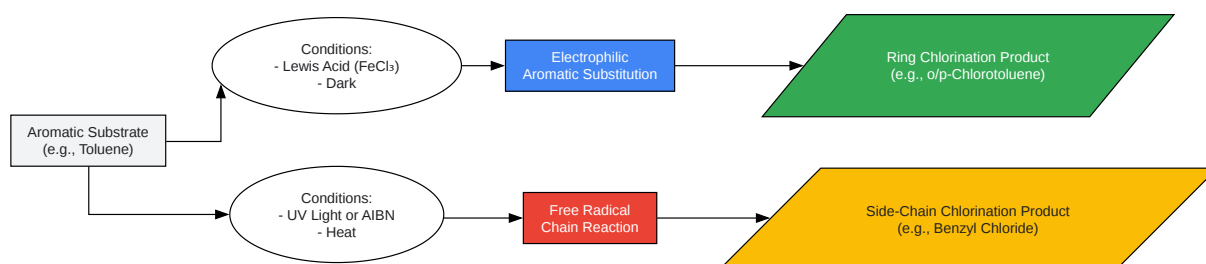 Aromatic Substrate
(e.g., Toluene)
Conditions:
- Lewis Acid (FeCl₃)
- Dark
Electrophilic
Aromatic Substitution
Ring Chlorination Product
(e.g., o/p-Chlorotoluene)
Conditions:
- UV Light or AIBN
- Heat
Free Radical
Chain Reaction
Side-Chain Chlorination Product
(e.g., Benzyl Chloride)